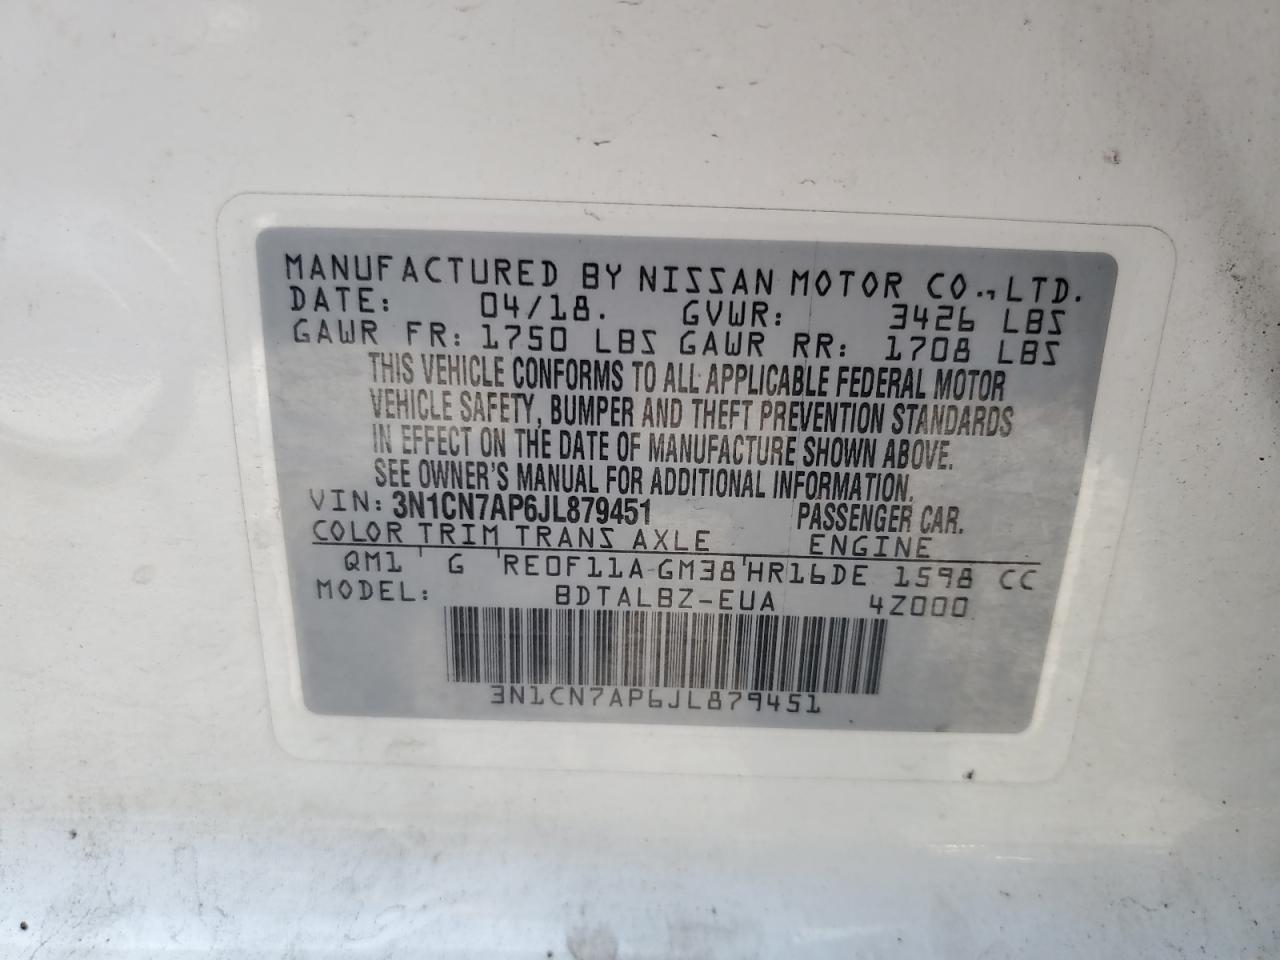 MANUFACTURED BY NISSAN MOTOR CO., LTD.
DATE: 04/18. GVWR: 3426 LBS
GAWR FR: 1750 LBS GAWR RR: 1708 LBS
THIS VEHICLE CONFORMS TO ALL APPLICABLE FEDERAL MOTOR
VEHICLE SAFETY, BUMPER AND THEFT PREVENTION STANDARDS
IN EFFECT ON THE DATE OF MANUFACTURE SHOWN ABOVE.
SEE OWNER'S MANUAL FOR ADDITIONAL INFORMATION.
VIN: 3N1CN7AP6JL879451 PASSENGER CAR.
COLOR TRIM TRANS AXLE ENGINE
QM1 G RE0F11A GM38 HR16DE 1598 CC
MODEL: BDTALBZ-EUA 4Z000
3N1CN7AP6JL879451